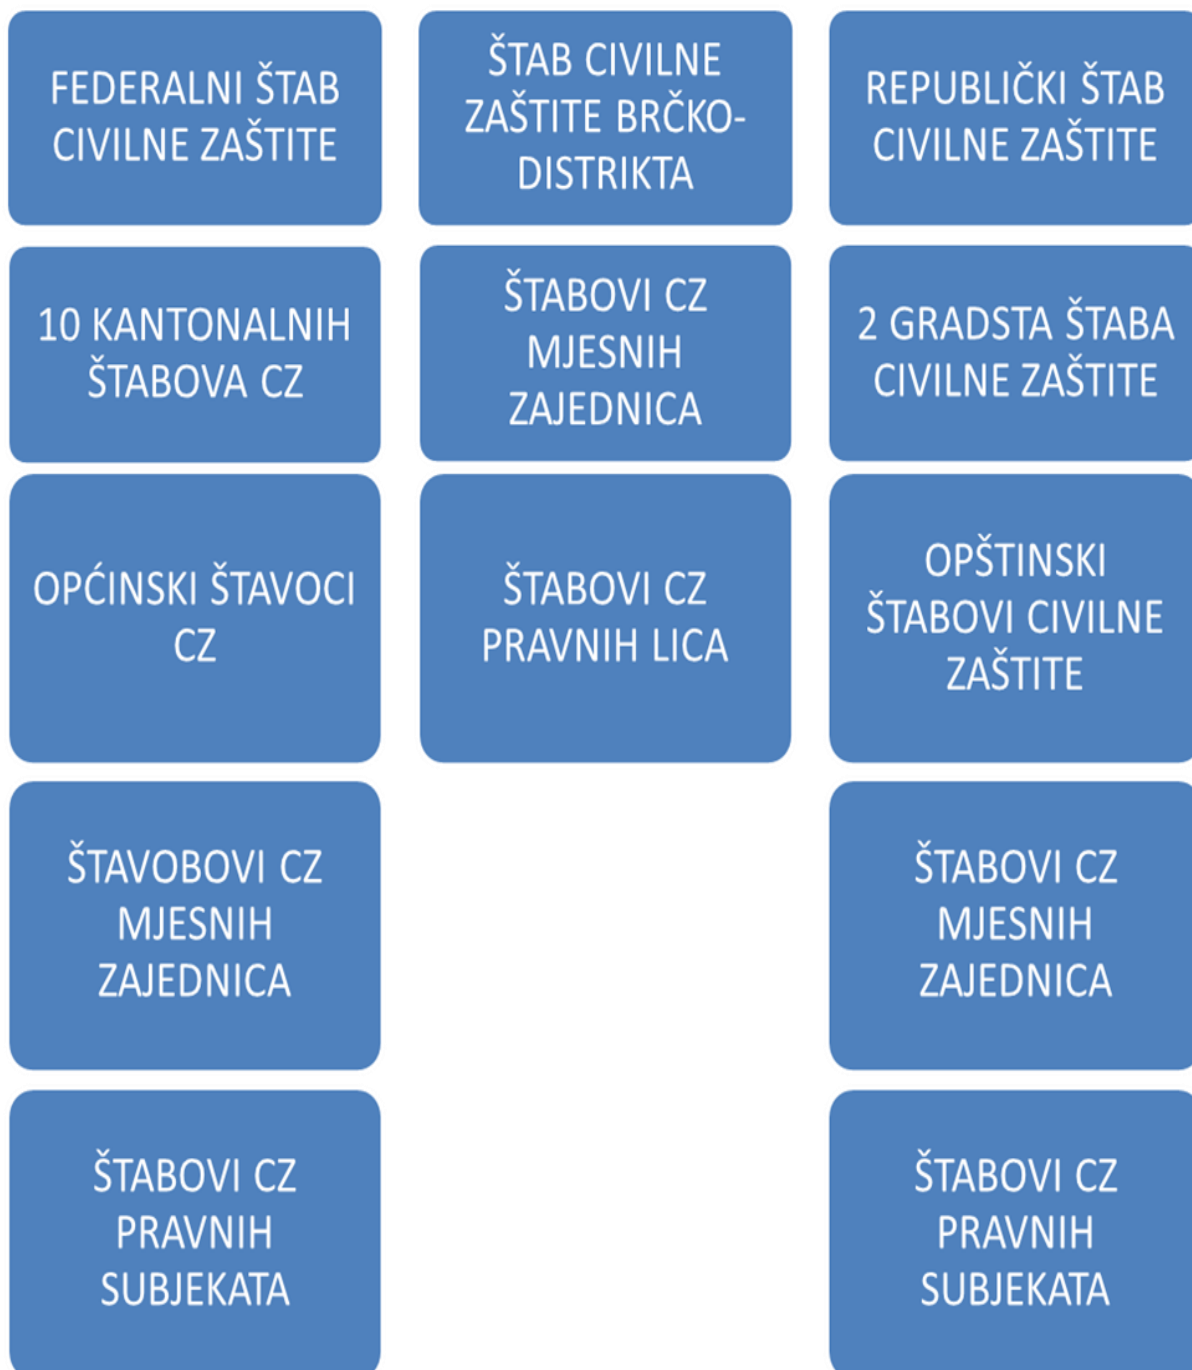 FEDERALNI ŠTAB
CIVILNE ZAŠTITE
ŠTAB CIVILNE
ZAŠTITE BRČKO-
DISTRIKTA
REPUBLIČKI ŠTAB
CIVILNE ZAŠTITE
10 KANTONALNIH
ŠTABOVA CZ
ŠTABOVI CZ
MJESNIH
ZAJEDNICA
2 GRADSTA ŠTABA
CIVILNE ZAŠTITE
OPĆINSKI ŠTAVOCI
CZ
ŠTABOVI CZ
PRAVNIH LICA
OPŠTINSKI
ŠTABOVI CIVILNE
ZAŠTITE
ŠTAVOBOVI CZ
MJESNIH
ZAJEDNICA
ŠTABOVI CZ
MJESNIH
ZAJEDNICA
ŠTABOVI CZ
PRAVNIH
SUBJEKATA
ŠTABOVI CZ
PRAVNIH
SUBJEKATA